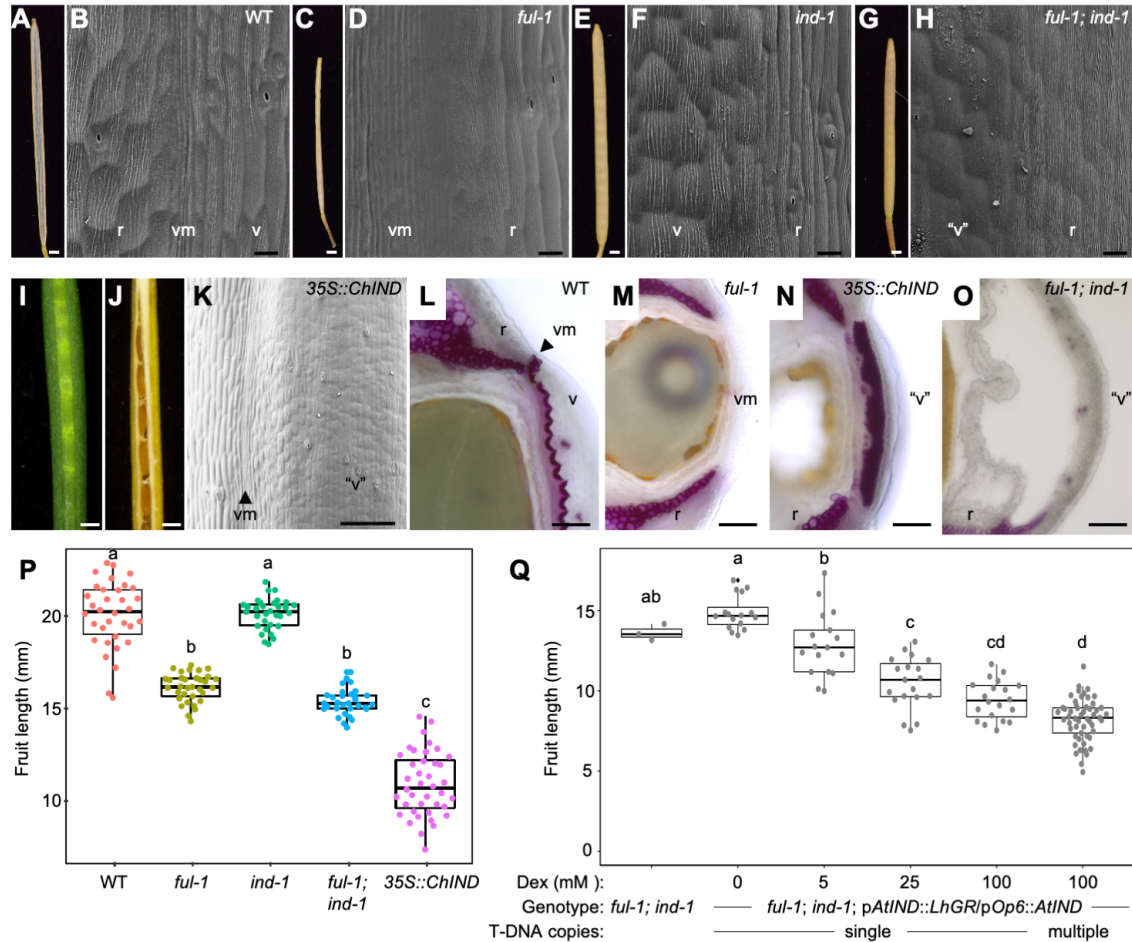 A B WT C D ful-1 E F ind-1 G H ful-1; ind-1
r vm v vm r v r “v” r
I J K 35S::ChIND L WT M ful-1 N 35S::ChIND O ful-1; ind-1
r vm v vm “v” “v”
vm “v” r r r
P
Fruit length (mm)
20
15
10
a b a b c
WT ful-1 ind-1 ful-1; ind-1 35S::ChIND
Q
Fruit length (mm)
15
10
5
0
ab a b c cd d
Dex (mM ): 0 5 25 100 100
Genotype: ful-1; ind-1 ful-1; ind-1; pAtIND::LhGR/pOp6::AtIND
T-DNA copies: single multiple